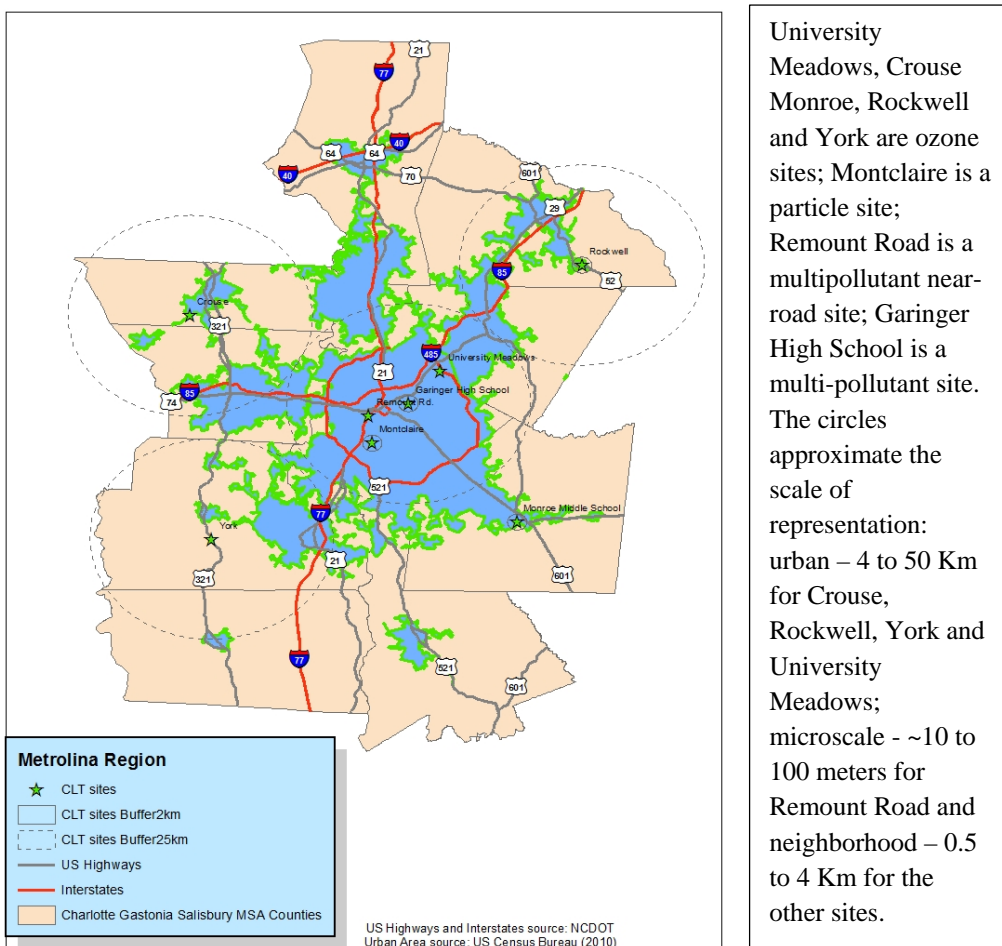 21
77
40
64
64
40
70
601
29
85
Rockwell
52
Crouse
321
485
University Meadows
21
85
74
Garinger High School
Remount Rd.
Montclaire
521
Monroe Middle School
77
York
21
601
321
77
521
601
Metrolina Region
CLT sites
CLT sites Buffer2km
CLT sites Buffer25km
US Highways
Interstates
Charlotte Gastonia Salisbury MSA Counties
US Highways and Interstates source: NCDOT
Urban Area source: US Census Bureau (2010)
University
Meadows, Crouse
Monroe, Rockwell
and York are ozone
sites; Montclaire is a
particle site;
Remount Road is a
multipollutant near-
road site; Garinger
High School is a
multi-pollutant site.
The circles
approximate the
scale of
representation:
urban – 4 to 50 Km
for Crouse,
Rockwell, York and
University
Meadows;
microscale - ~10 to
100 meters for
Remount Road and
neighborhood – 0.5
to 4 Km for the
other sites.